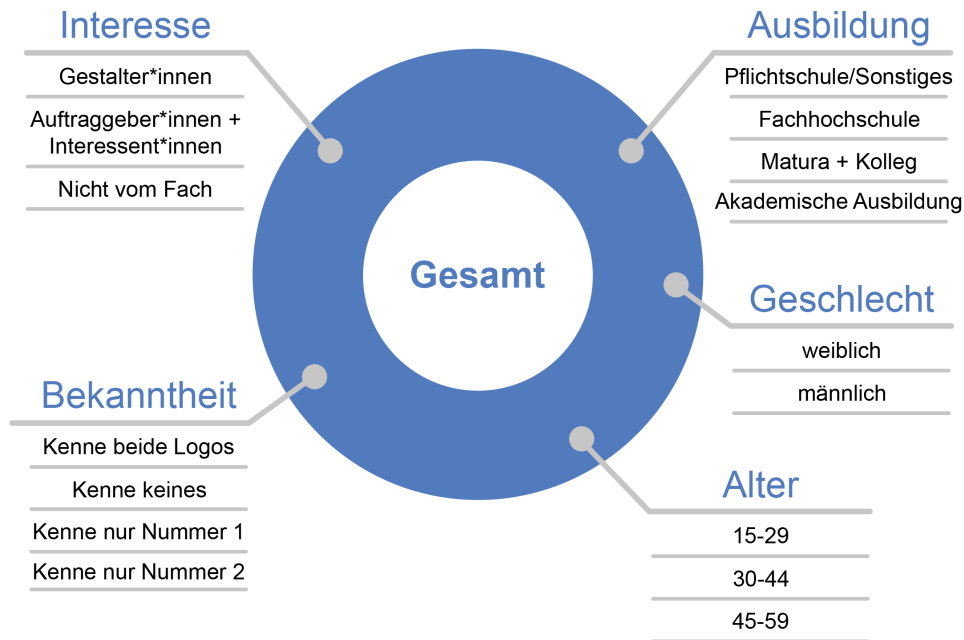 Interesse
Gestalter*innen
Auftraggeber*innen +
Interessent*innen
Nicht vom Fach
Ausbildung
Pflichtschule/Sonstiges
Fachhochschule
Matura + Kolleg
Akademische Ausbildung
Gesamt
Geschlecht
weiblich
männlich
Bekanntheit
Kenne beide Logos
Kenne keines
Kenne nur Nummer 1
Kenne nur Nummer 2
Alter
15-29
30-44
45-59